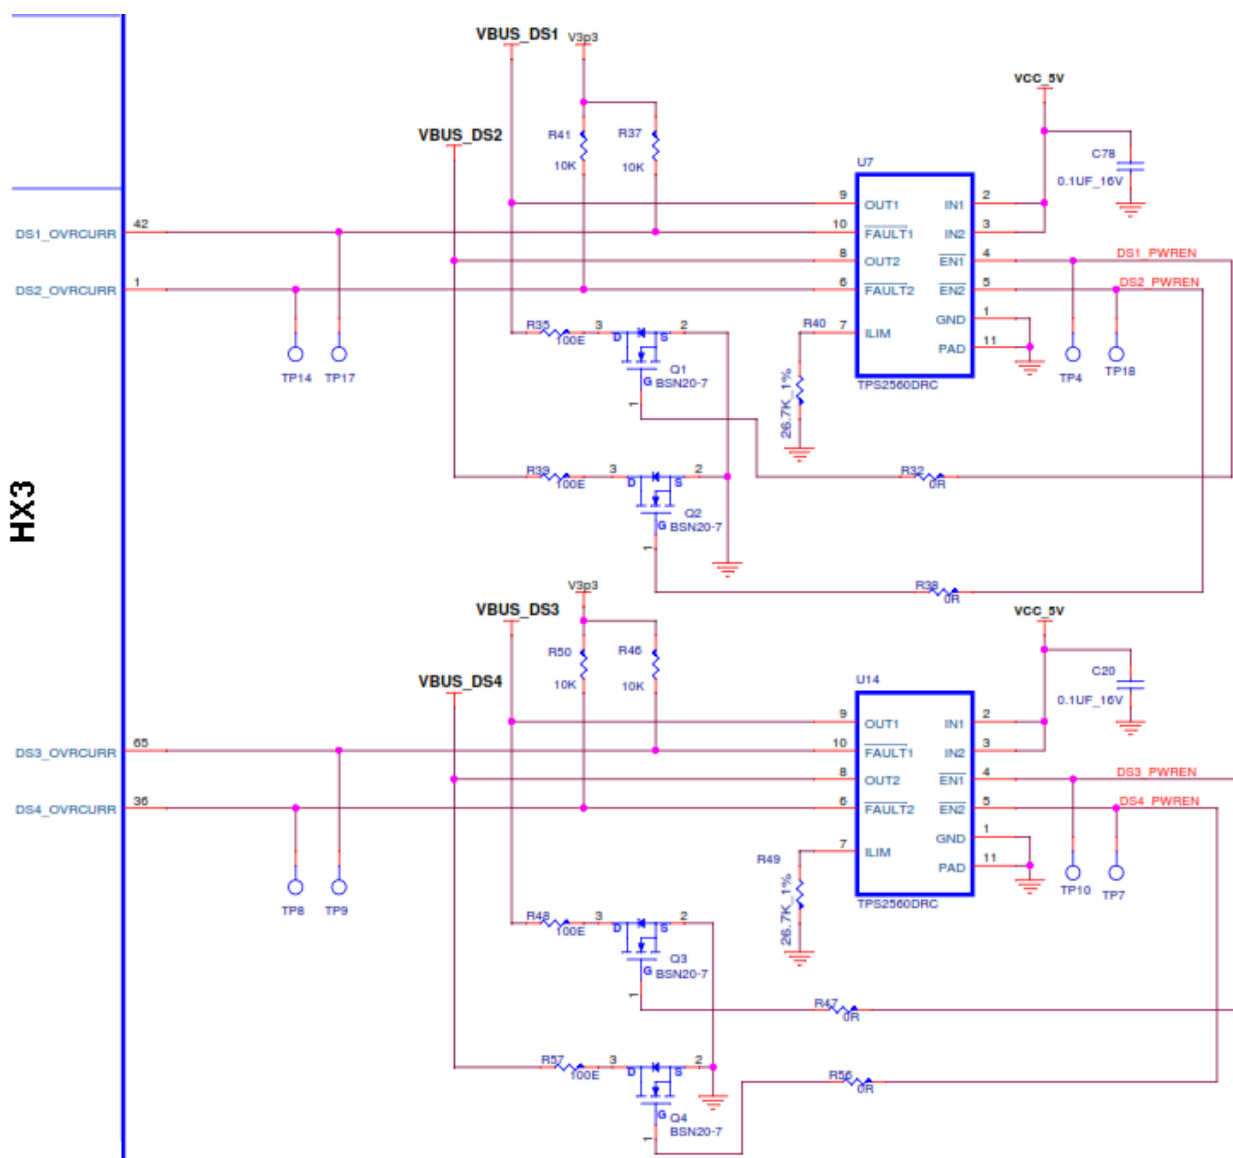 VBUS_DS1
V3p3
VCC_5V
R41
R37
VBUS_DS2
10K
10K
C78
0.1UF_16V
U7
DS1_OVRCURR
42
9
OUT1
IN1
2
10
FAULT1
IN2
3
8
OUT2
EN1
4
DS1_PWREN
DS2_OVRCURR
1
6
FAULT2
EN2
5
DS2_PWREN
GND
1
R35
100E
3
2
D
S
R40
7
ILIM
PAD
11
TP14
TP17
Q1
G
BSN20-7
1
26.7K_1%
TPS2560DRC
TP4
TP18
R39
100E
3
2
D
S
R32
0R
HX3
Q2
G
BSN20-7
1
R38
0R
V3p3
VBUS_DS3
VCC_5V
R50
R46
VBUS_DS4
10K
10K
C20
0.1UF_16V
U14
DS3_OVRCURR
65
9
OUT1
IN1
2
10
FAULT1
IN2
3
8
OUT2
EN1
4
DS3_PWREN
DS4_OVRCURR
36
6
FAULT2
EN2
5
DS4_PWREN
GND
1
R49
7
ILIM
PAD
11
TP8
TP9
26.7K_1%
TPS2560DRC
TP10
TP7
R48
100E
3
2
D
S
Q3
G
BSN20-7
1
R47
0R
R57
100E
3
2
D
S
R56
0R
Q4
G
BSN20-7
1